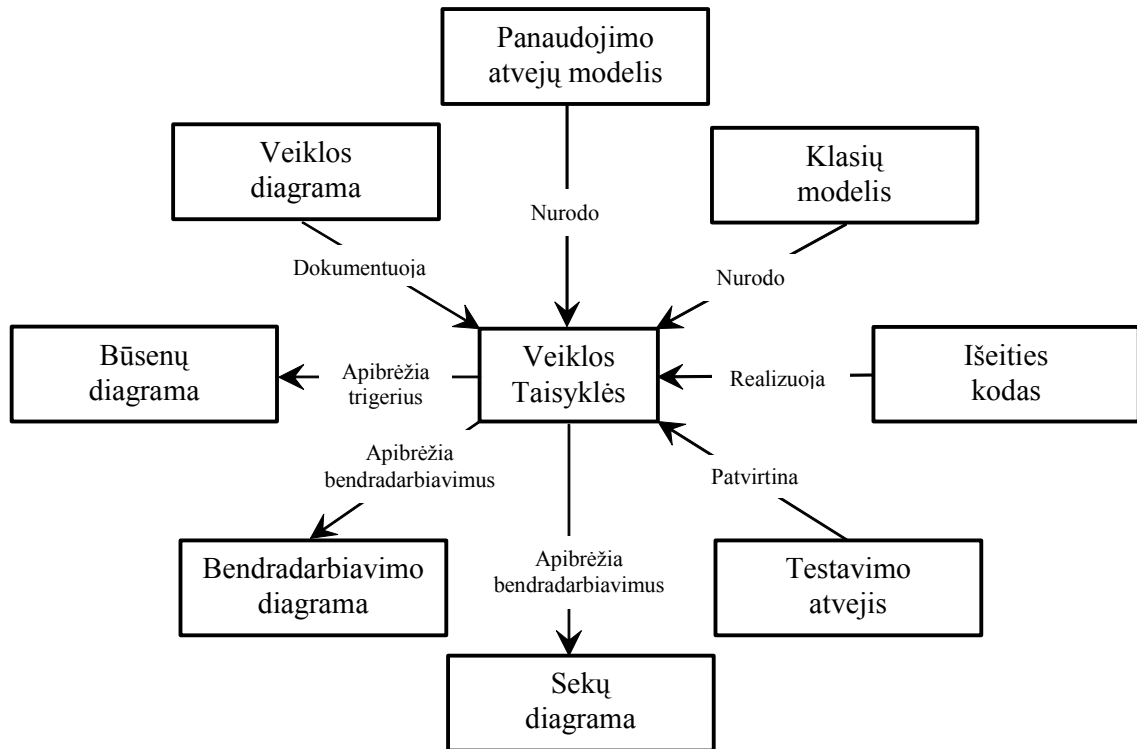 Panaudojimo
atvejų modelis
Veiklos
diagrama
Klasių
modelis
Nurodo
Dokumentuoja
Nurodo
Būsenų
diagrama
Apibrėžia
trigerius
Veiklos
Taisyklės
Realizuoja
Išeities
kodas
Apibrėžia
bendradarbiavimus
Patvirtina
Bendradarbiavimo
diagrama
Apibrėžia
bendradarbiavimus
Testavimo
atvejis
Sekų
diagrama